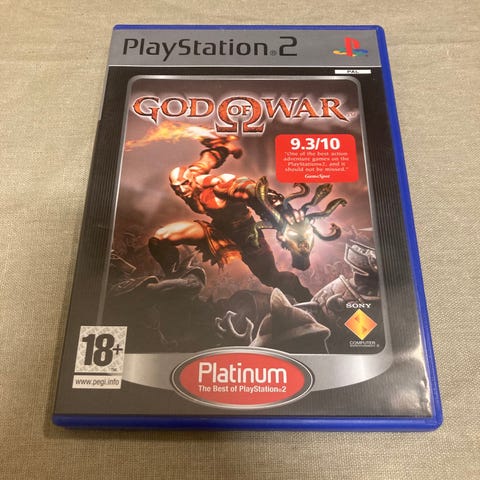 PlayStation®2
PAL
GOD OF WAR
9.3/10
"One of the best action
adventure games on the
PlayStation2, and it
should not be missed."
GameSpot
SONY
COMPUTER
ENTERTAINMENT
18+
www.pegi.info
Platinum
The Best of PlayStation®2